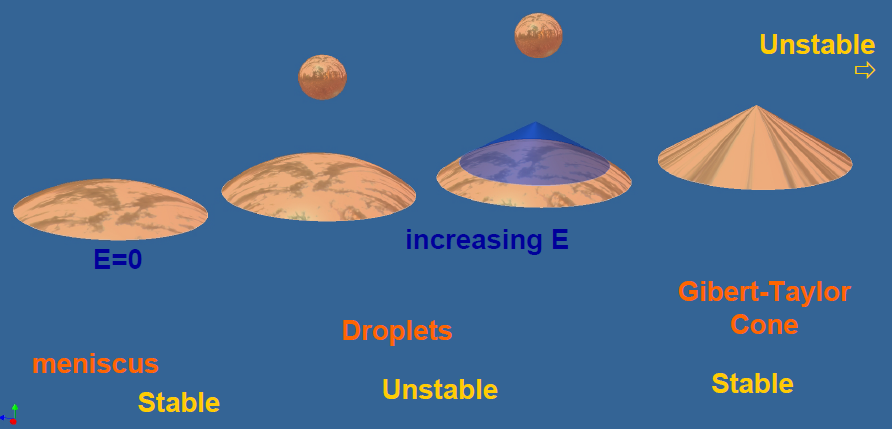 Unstable
⇨
E=0
increasing E
Gibert-Taylor
Cone
Droplets
meniscus
Stable
Unstable
Stable